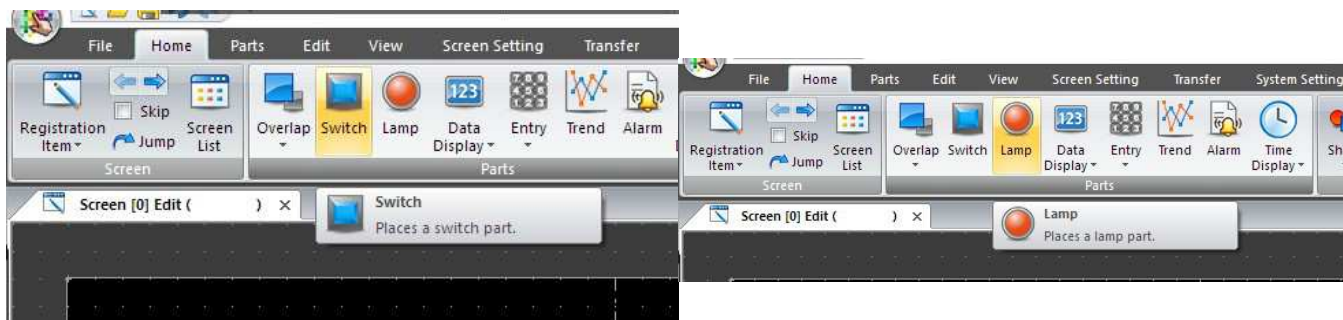 File Home Parts Edit View Screen Setting Transfer
Registration Item
Skip
Jump
Screen List
Overlap
Switch
Lamp
123
Data Display
Entry
Trend
Alarm
Screen
Parts
Screen [0] Edit ( ) ×
Switch
Places a switch part.
File Home Parts Edit View Screen Setting Transfer System Setting
Registration Item
Skip
Jump
Screen List
Overlap
Switch
Lamp
123
Data Display
Entry
Trend
Alarm
Time Display
Sh
Screen
Parts
Screen [0] Edit ( ) ×
Lamp
Places a lamp part.